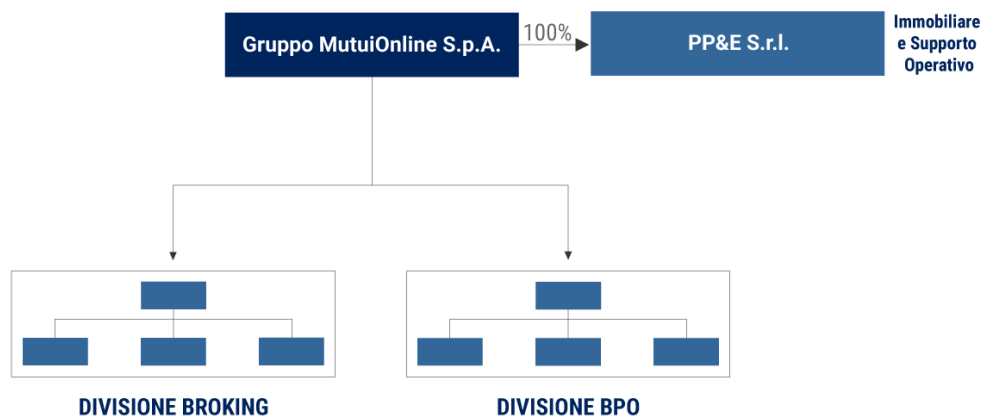 Gruppo MutuiOnline S.p.A.
100%
PP&E S.r.l.
Immobiliare
e Supporto
Operativo
DIVISIONE BROKING
DIVISIONE BPO